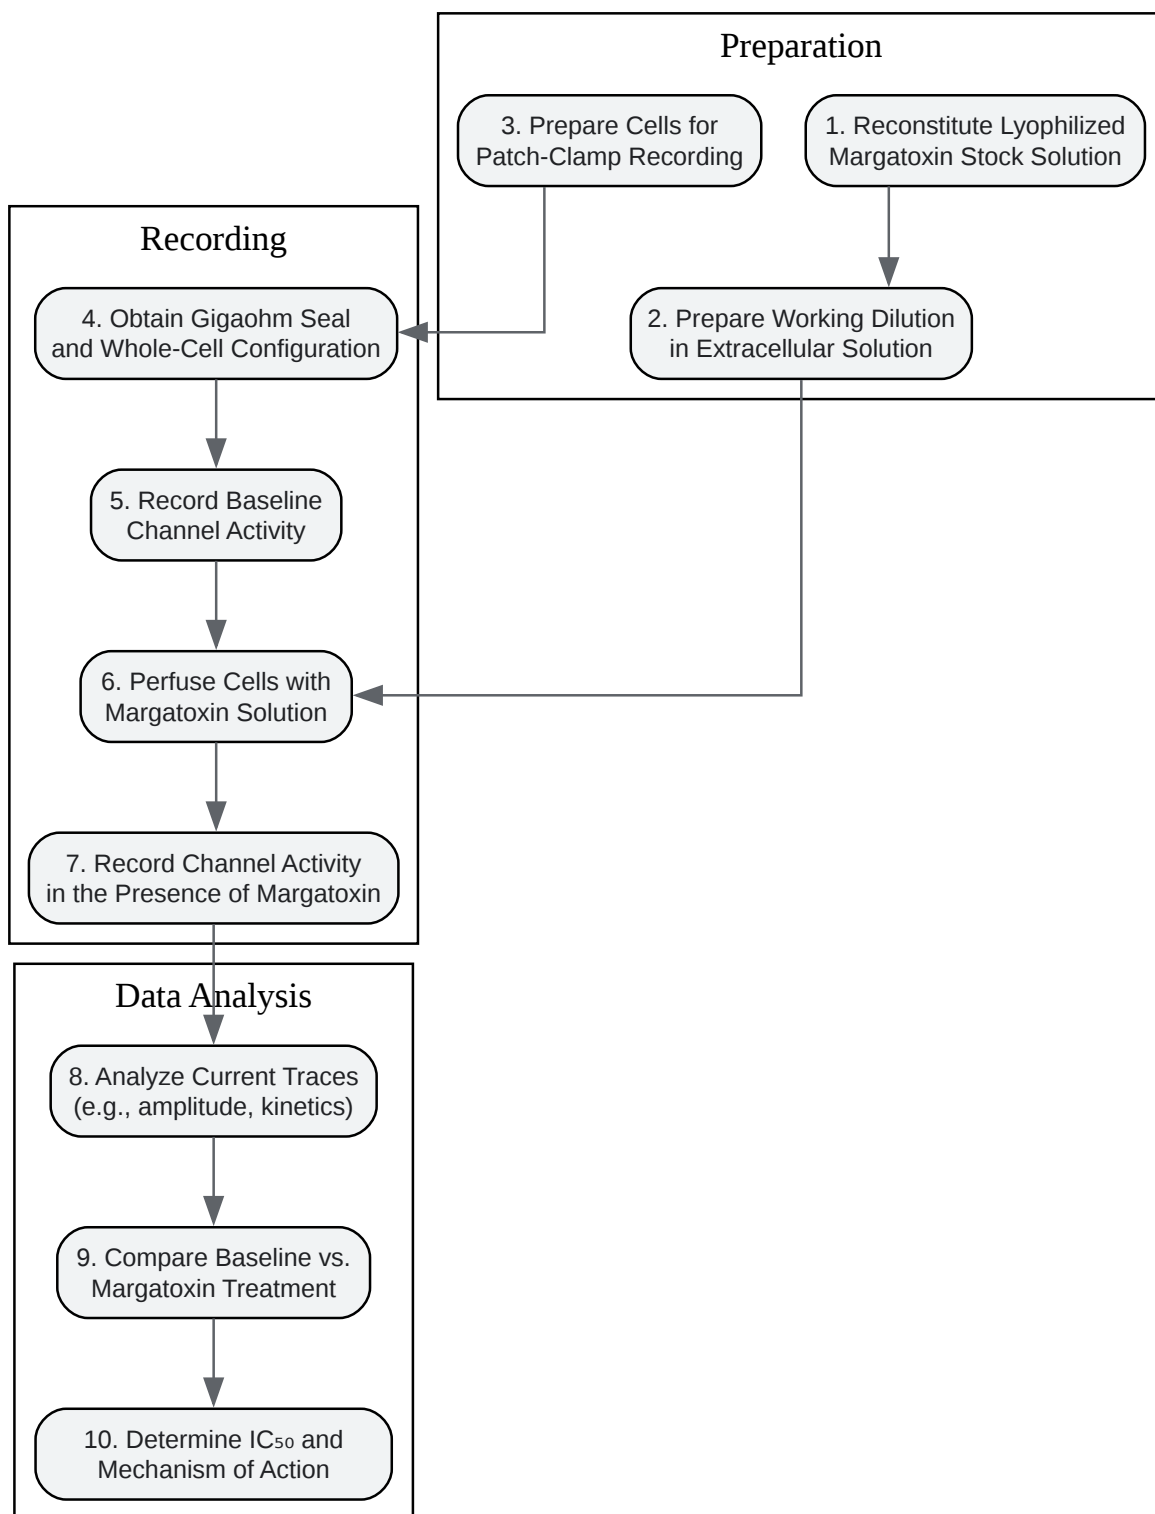 Preparation
3. Prepare Cells for
Patch-Clamp Recording
1. Reconstitute Lyophilized
Margatoxin Stock Solution
Recording
4. Obtain Gigaohm Seal
and Whole-Cell Configuration
2. Prepare Working Dilution
in Extracellular Solution
5. Record Baseline
Channel Activity
6. Perfuse Cells with
Margatoxin Solution
7. Record Channel Activity
in the Presence of Margatoxin
Data Analysis
8. Analyze Current Traces
(e.g., amplitude, kinetics)
9. Compare Baseline vs.
Margatoxin Treatment
10. Determine IC₅₀ and
Mechanism of Action